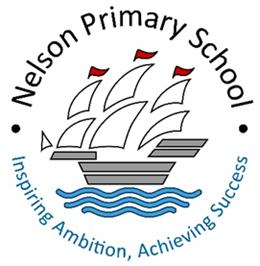 Nelson Primary School
Inspiring Ambition, Achieving Success